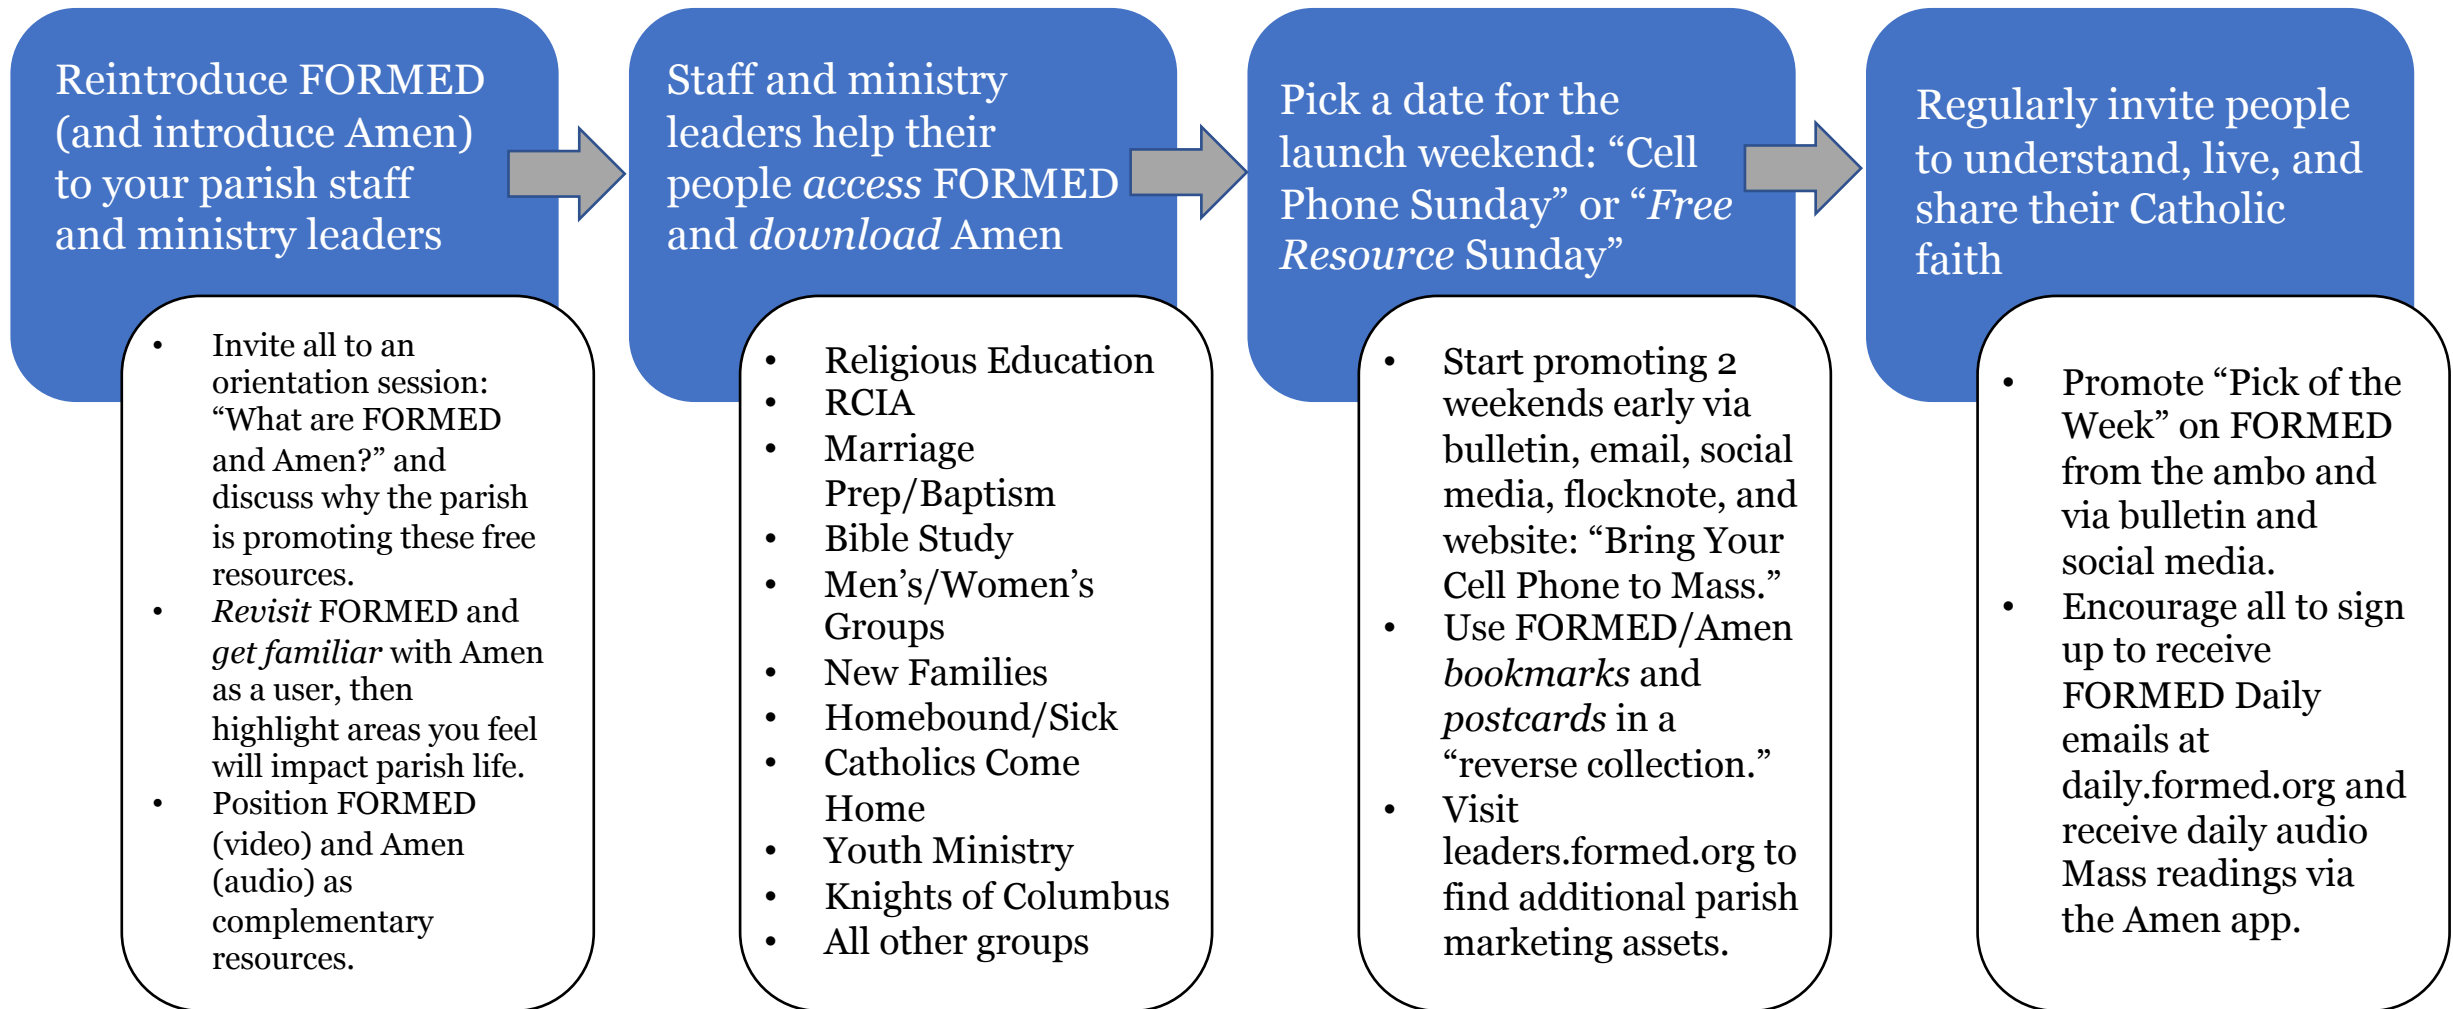 Reintroduce FORMED
(and introduce Amen)
to your parish staff
and ministry leaders
• Invite all to an
orientation session:
“What are FORMED
and Amen?” and
discuss why the parish
is promoting these free
resources.
• Revisit FORMED and
get familiar with Amen
as a user, then
highlight areas you feel
will impact parish life.
• Position FORMED
(video) and Amen
(audio) as
complementary
resources.
Staff and ministry
leaders help their
people access FORMED
and download Amen
• Religious Education
• RCIA
• Marriage
Prep/Baptism
• Bible Study
• Men’s/Women’s
Groups
• New Families
• Homebound/Sick
• Catholics Come
Home
• Youth Ministry
• Knights of Columbus
• All other groups
Pick a date for the
launch weekend: “Cell
Phone Sunday” or “Free
Resource Sunday”
• Start promoting 2
weekends early via
bulletin, email, social
media, flocknote, and
website: “Bring Your
Cell Phone to Mass.”
• Use FORMED/Amen
bookmarks and
postcards in a
“reverse collection.”
• Visit
leaders.formed.org to
find additional parish
marketing assets.
Regularly invite people
to understand, live, and
share their Catholic
faith
• Promote “Pick of the
Week” on FORMED
from the ambo and
via bulletin and
social media.
• Encourage all to sign
up to receive
FORMED Daily
emails at
daily.formed.org and
receive daily audio
Mass readings via
the Amen app.